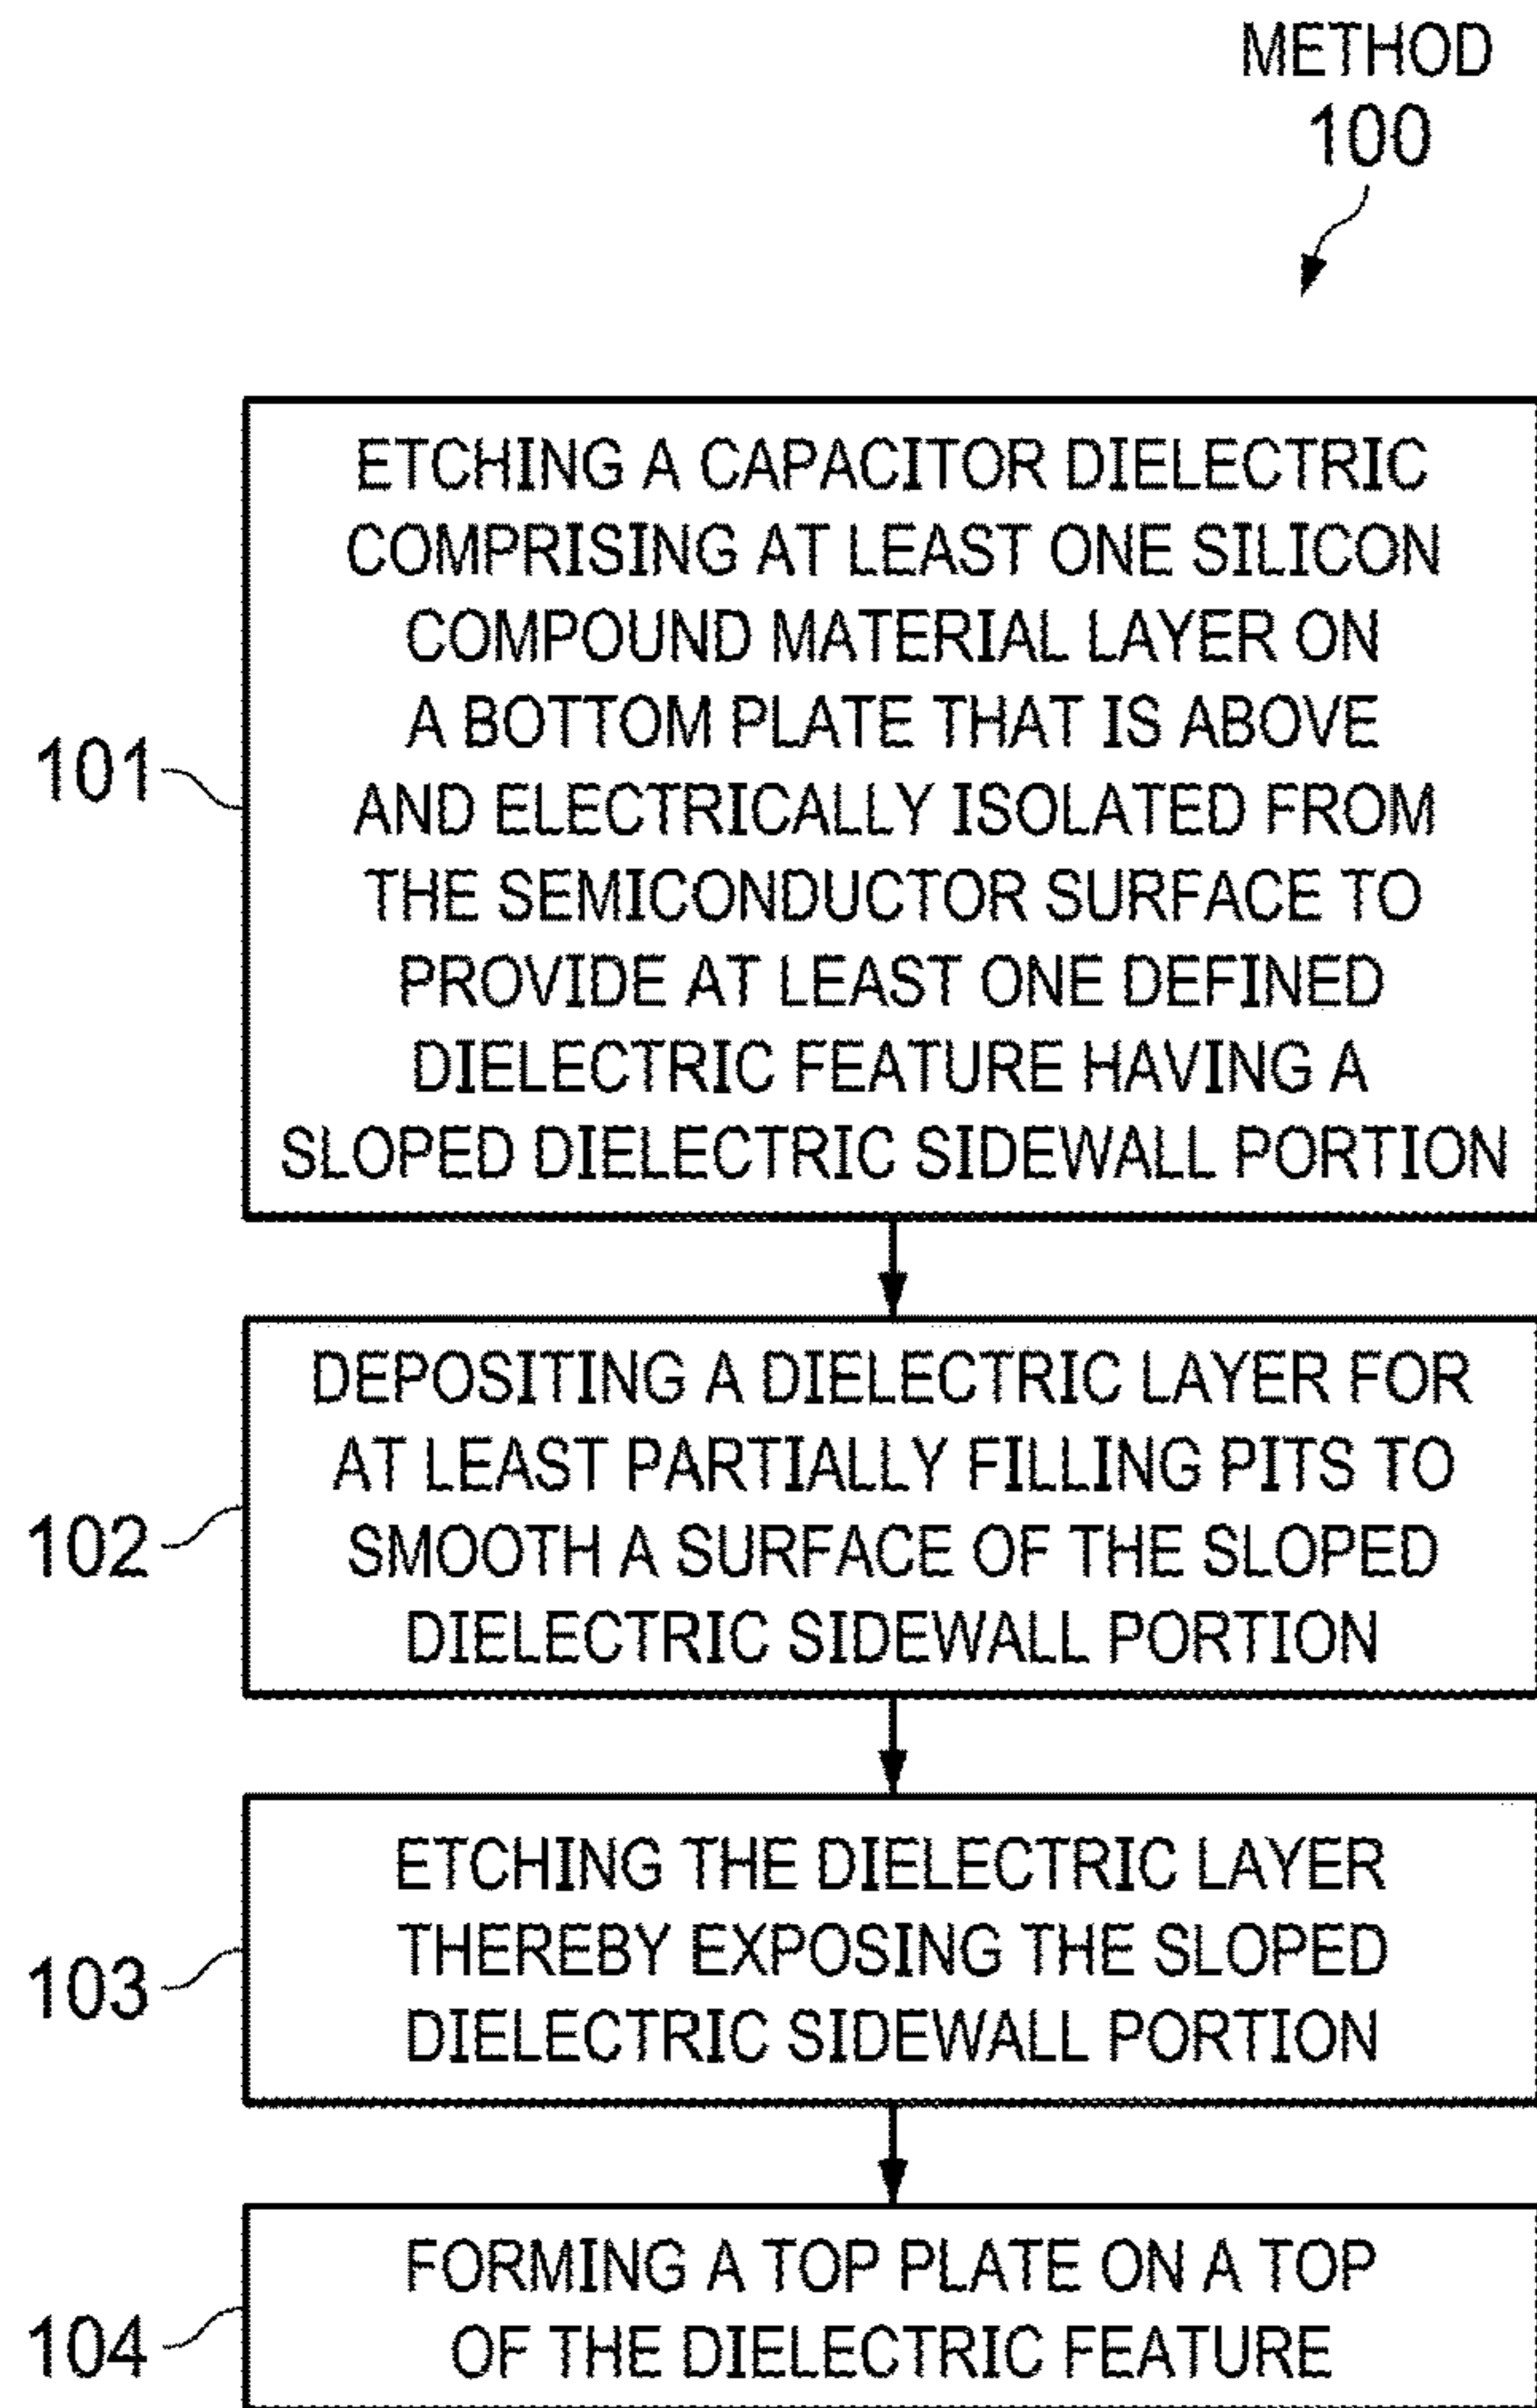 METHOD
100
ETCHING A CAPACITOR DIELECTRIC
COMPRISING AT LEAST ONE SILICON
COMPOUND MATERIAL LAYER ON
A BOTTOM PLATE THAT IS ABOVE
AND ELECTRICALLY ISOLATED FROM
THE SEMICONDUCTOR SURFACE TO
PROVIDE AT LEAST ONE DEFINED
DIELECTRIC FEATURE HAVING A
SLOPED DIELECTRIC SIDEWALL PORTION
101
DEPOSITING A DIELECTRIC LAYER FOR
AT LEAST PARTIALLY FILLING PITS TO
SMOOTH A SURFACE OF THE SLOPED
DIELECTRIC SIDEWALL PORTION
102
ETCHING THE DIELECTRIC LAYER
THEREBY EXPOSING THE SLOPED
DIELECTRIC SIDEWALL PORTION
103
FORMING A TOP PLATE ON A TOP
OF THE DIELECTRIC FEATURE
104